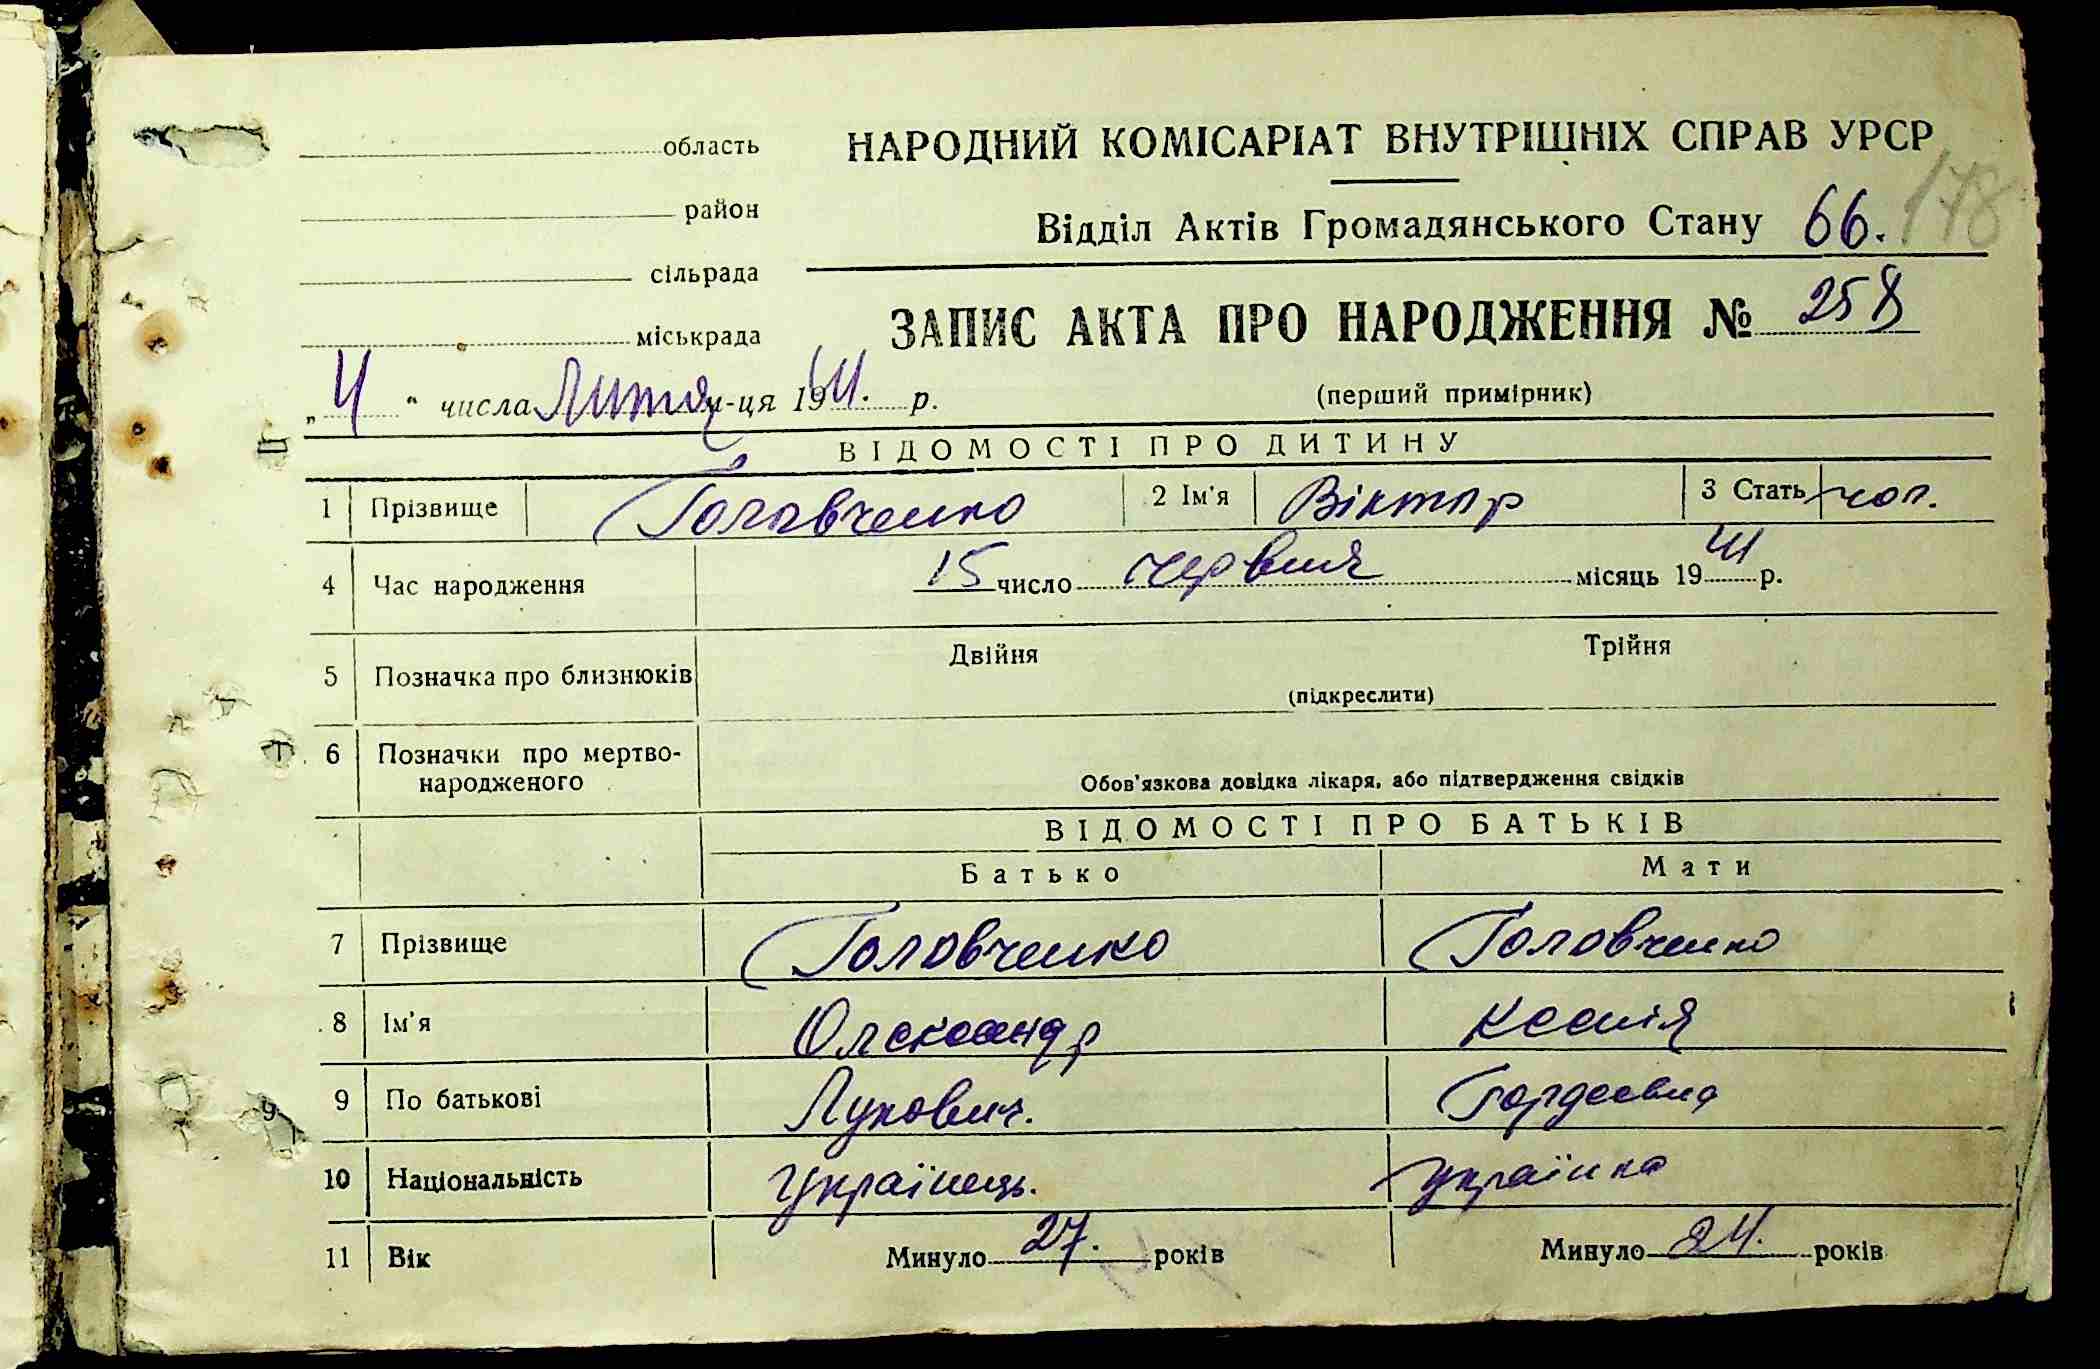 область
НАРОДНИЙ КОМІСАРІАТ ВНУТРІШНІХ СПРАВ УРСР
178
район
Відділ Актів Громадянського Стану 66.
сільрада
міськрада
ЗАПИС АКТА ПРО НАРОДЖЕННЯ № 258
(перший примірник)
„ 4 “ числа м-ця 1941. р.
ВІДОМОСТІ ПРО ДИТИНУ
1 Прізвище Головченко 2 Ім'я Віктор 3 Стать чол.
4 Час народження 15 число червня місяць 1941 р.
5 Позначка про близнюків Двійня Трійня
(підкреслити)
6 Позначки про мертво-
народженого
Обов'язкова довідка лікаря, або підтвердження свідків
ВІДОМОСТІ ПРО БАТЬКІВ
Батько Мати
7 Прізвище Головченко Головченко
8 Ім'я Олександр Ксенія
9 По батькові Лукович. Гордеевна
10 Національність Українець. Українка
11 Вік Минуло 27. років Минуло 24. років